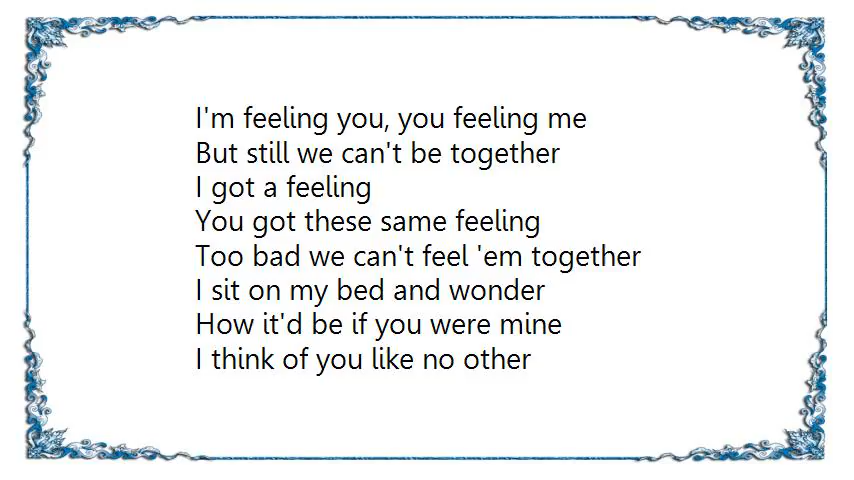 I'm feeling you, you feeling me
But still we can't be together
I got a feeling
You got these same feeling
Too bad we can't feel 'em together
I sit on my bed and wonder
How it'd be if you were mine
I think of you like no other